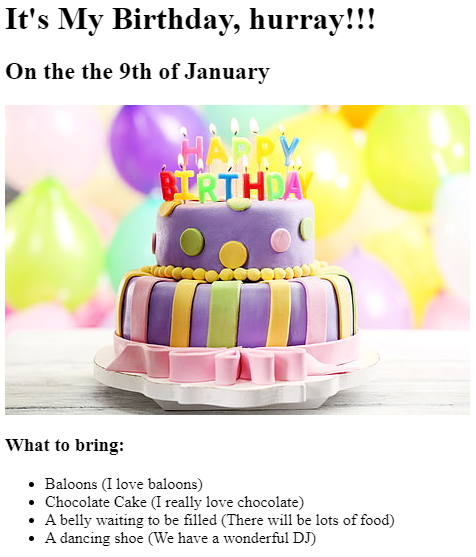 It's My Birthday, hurray!!!
On the the 9th of January
HAPPY
BIRTHDAY
What to bring:
Baloons (I love baloons)
Chocolate Cake (I really love chocolate)
A belly waiting to be filled (There will be lots of food)
A dancing shoe (We have a wonderful DJ)